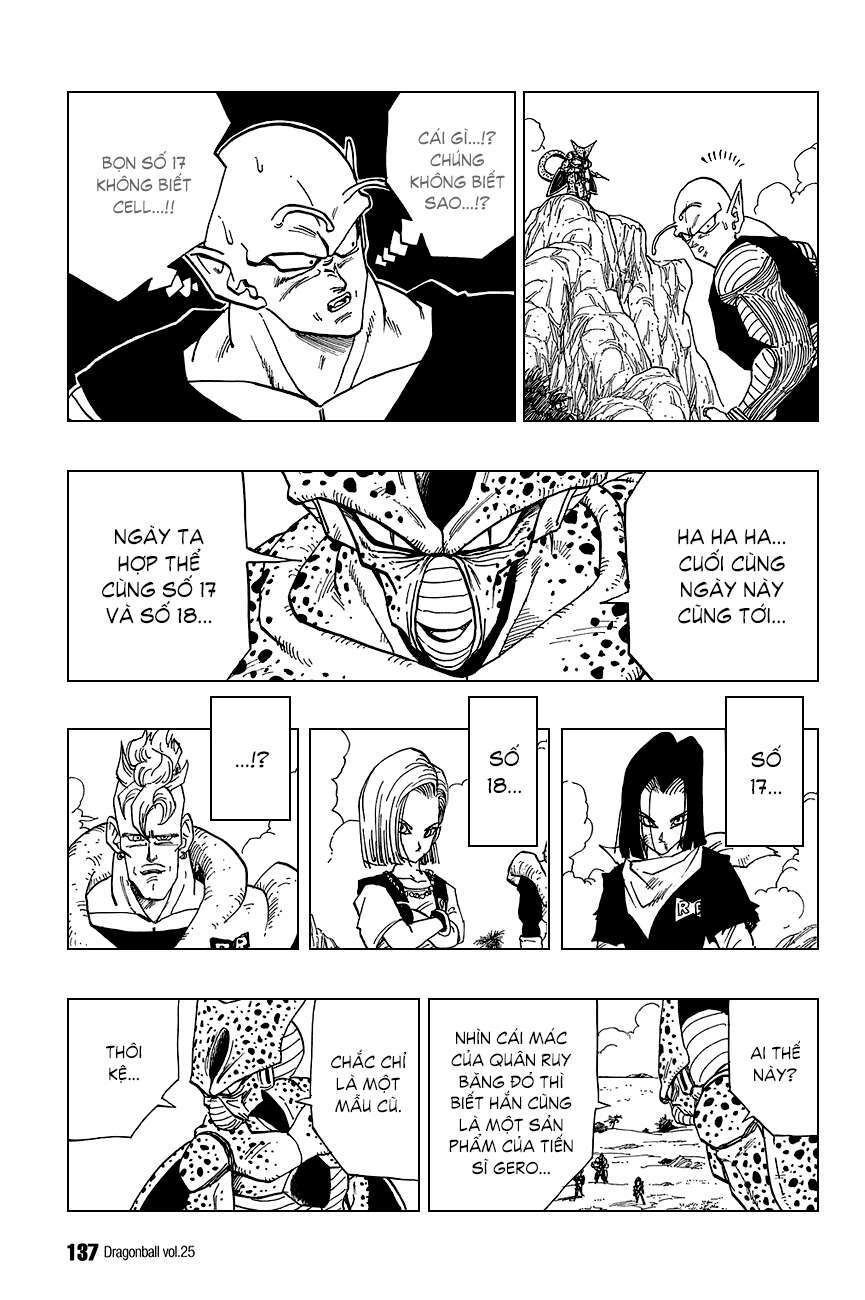 CÁI GÌ...!?
CHÚNG
KHÔNG BIẾT
SAO...!?
BỌN SỐ 17
KHÔNG BIẾT
CELL...!!
HA HA HA...
CUỐI CÙNG
NGÀY NÀY
CŨNG TỚI...
NGÀY TA
HỢP THỂ
CÙNG SỐ 17
VÀ SỐ 18...
SỐ
17...
SỐ
18...
...!?
AI THẾ
NÀY?
NHÌN CÁI MÁC
CỦA QUÂN RUY
BĂNG ĐỎ THÌ
BIẾT HẮN CŨNG
LÀ MỘT SẢN
PHẨM CỦA TIẾN
SĨ GERO...
CHẮC CHỈ
LÀ MỘT
MẪU CŨ.
THÔI
KỆ...
137 Dragonball vol.25